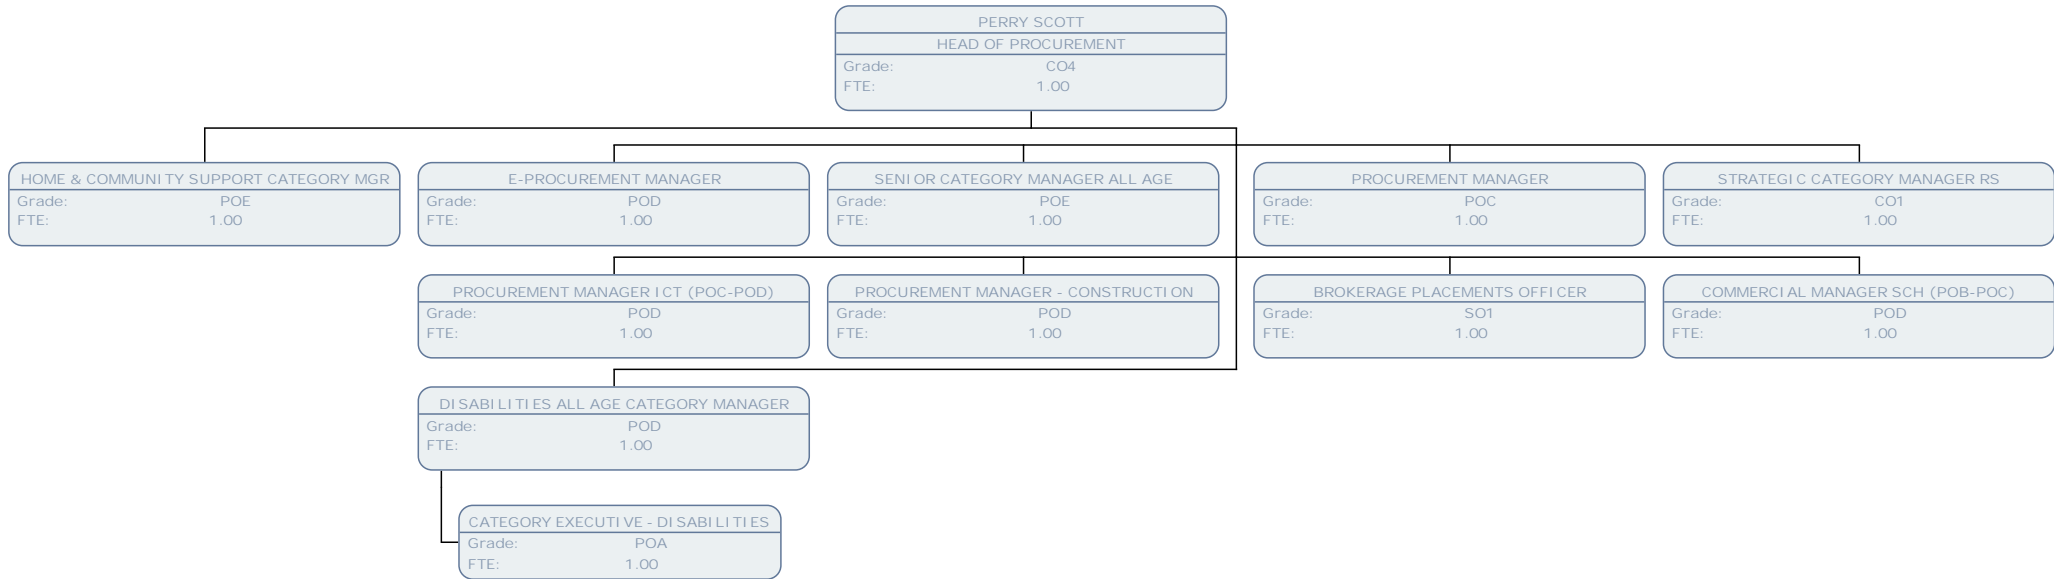 PERRY SCOTT
HEAD OF PROCUREMENT
Grade: CO4
FTE: 1.00
HOME & COMMUNITY SUPPORT CATEGORY MGR
Grade: POE
FTE: 1.00
E-PROCUREMENT MANAGER
Grade: POD
FTE: 1.00
SENIOR CATEGORY MANAGER ALL AGE
Grade: POE
FTE: 1.00
PROCUREMENT MANAGER
Grade: POC
FTE: 1.00
STRATEGIC CATEGORY MANAGER RS
Grade: CO1
FTE: 1.00
PROCUREMENT MANAGER ICT (POC-POD)
Grade: POD
FTE: 1.00
PROCUREMENT MANAGER - CONSTRUCTION
Grade: POD
FTE: 1.00
BROKERAGE PLACEMENTS OFFICER
Grade: SO1
FTE: 1.00
COMMERCIAL MANAGER SCH (POB-POC)
Grade: POD
FTE: 1.00
DISABILITIES ALL AGE CATEGORY MANAGER
Grade: POD
FTE: 1.00
CATEGORY EXECUTIVE - DISABILITIES
Grade: POA
FTE: 1.00